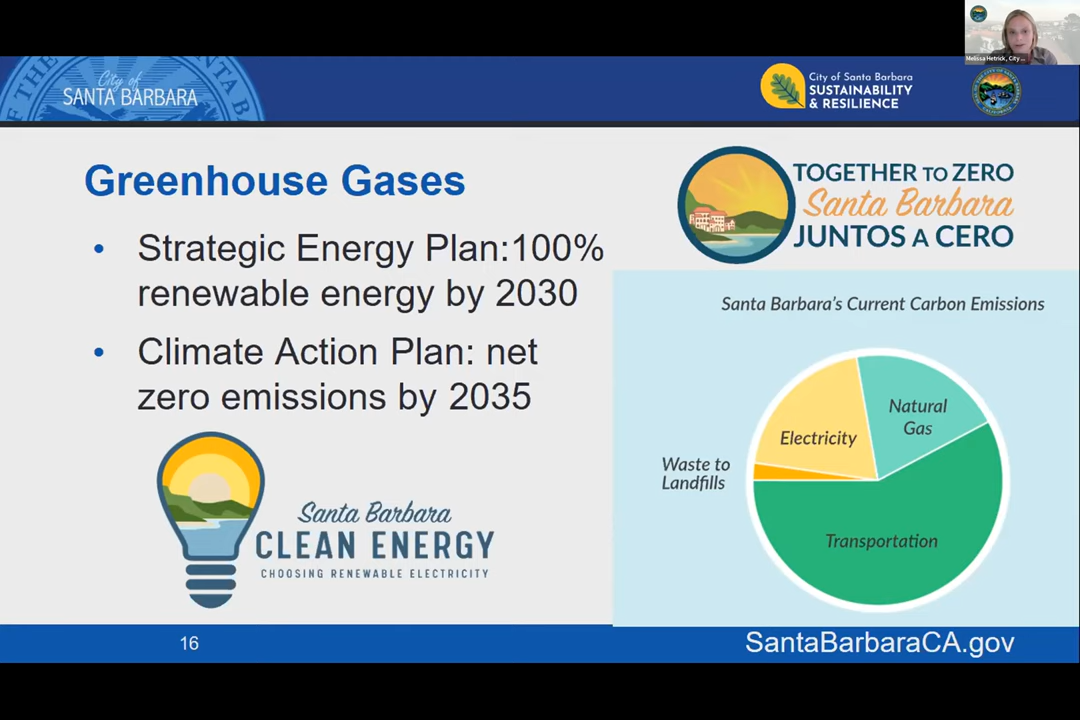 Melissa Hetrick, City ...
City of
SANTA BARBARA
City of Santa Barbara
SUSTAINABILITY
& RESILIENCE
Greenhouse Gases
• Strategic Energy Plan:100%
renewable energy by 2030
• Climate Action Plan: net
zero emissions by 2035
Santa Barbara
CLEAN ENERGY
CHOOSING RENEWABLE ELECTRICITY
TOGETHER TO ZERO
Santa Barbara
JUNTOS A CERO
Santa Barbara's Current Carbon Emissions
Natural
Gas
Electricity
Waste to
Landfills
Transportation
16
SantaBarbaraCA.gov